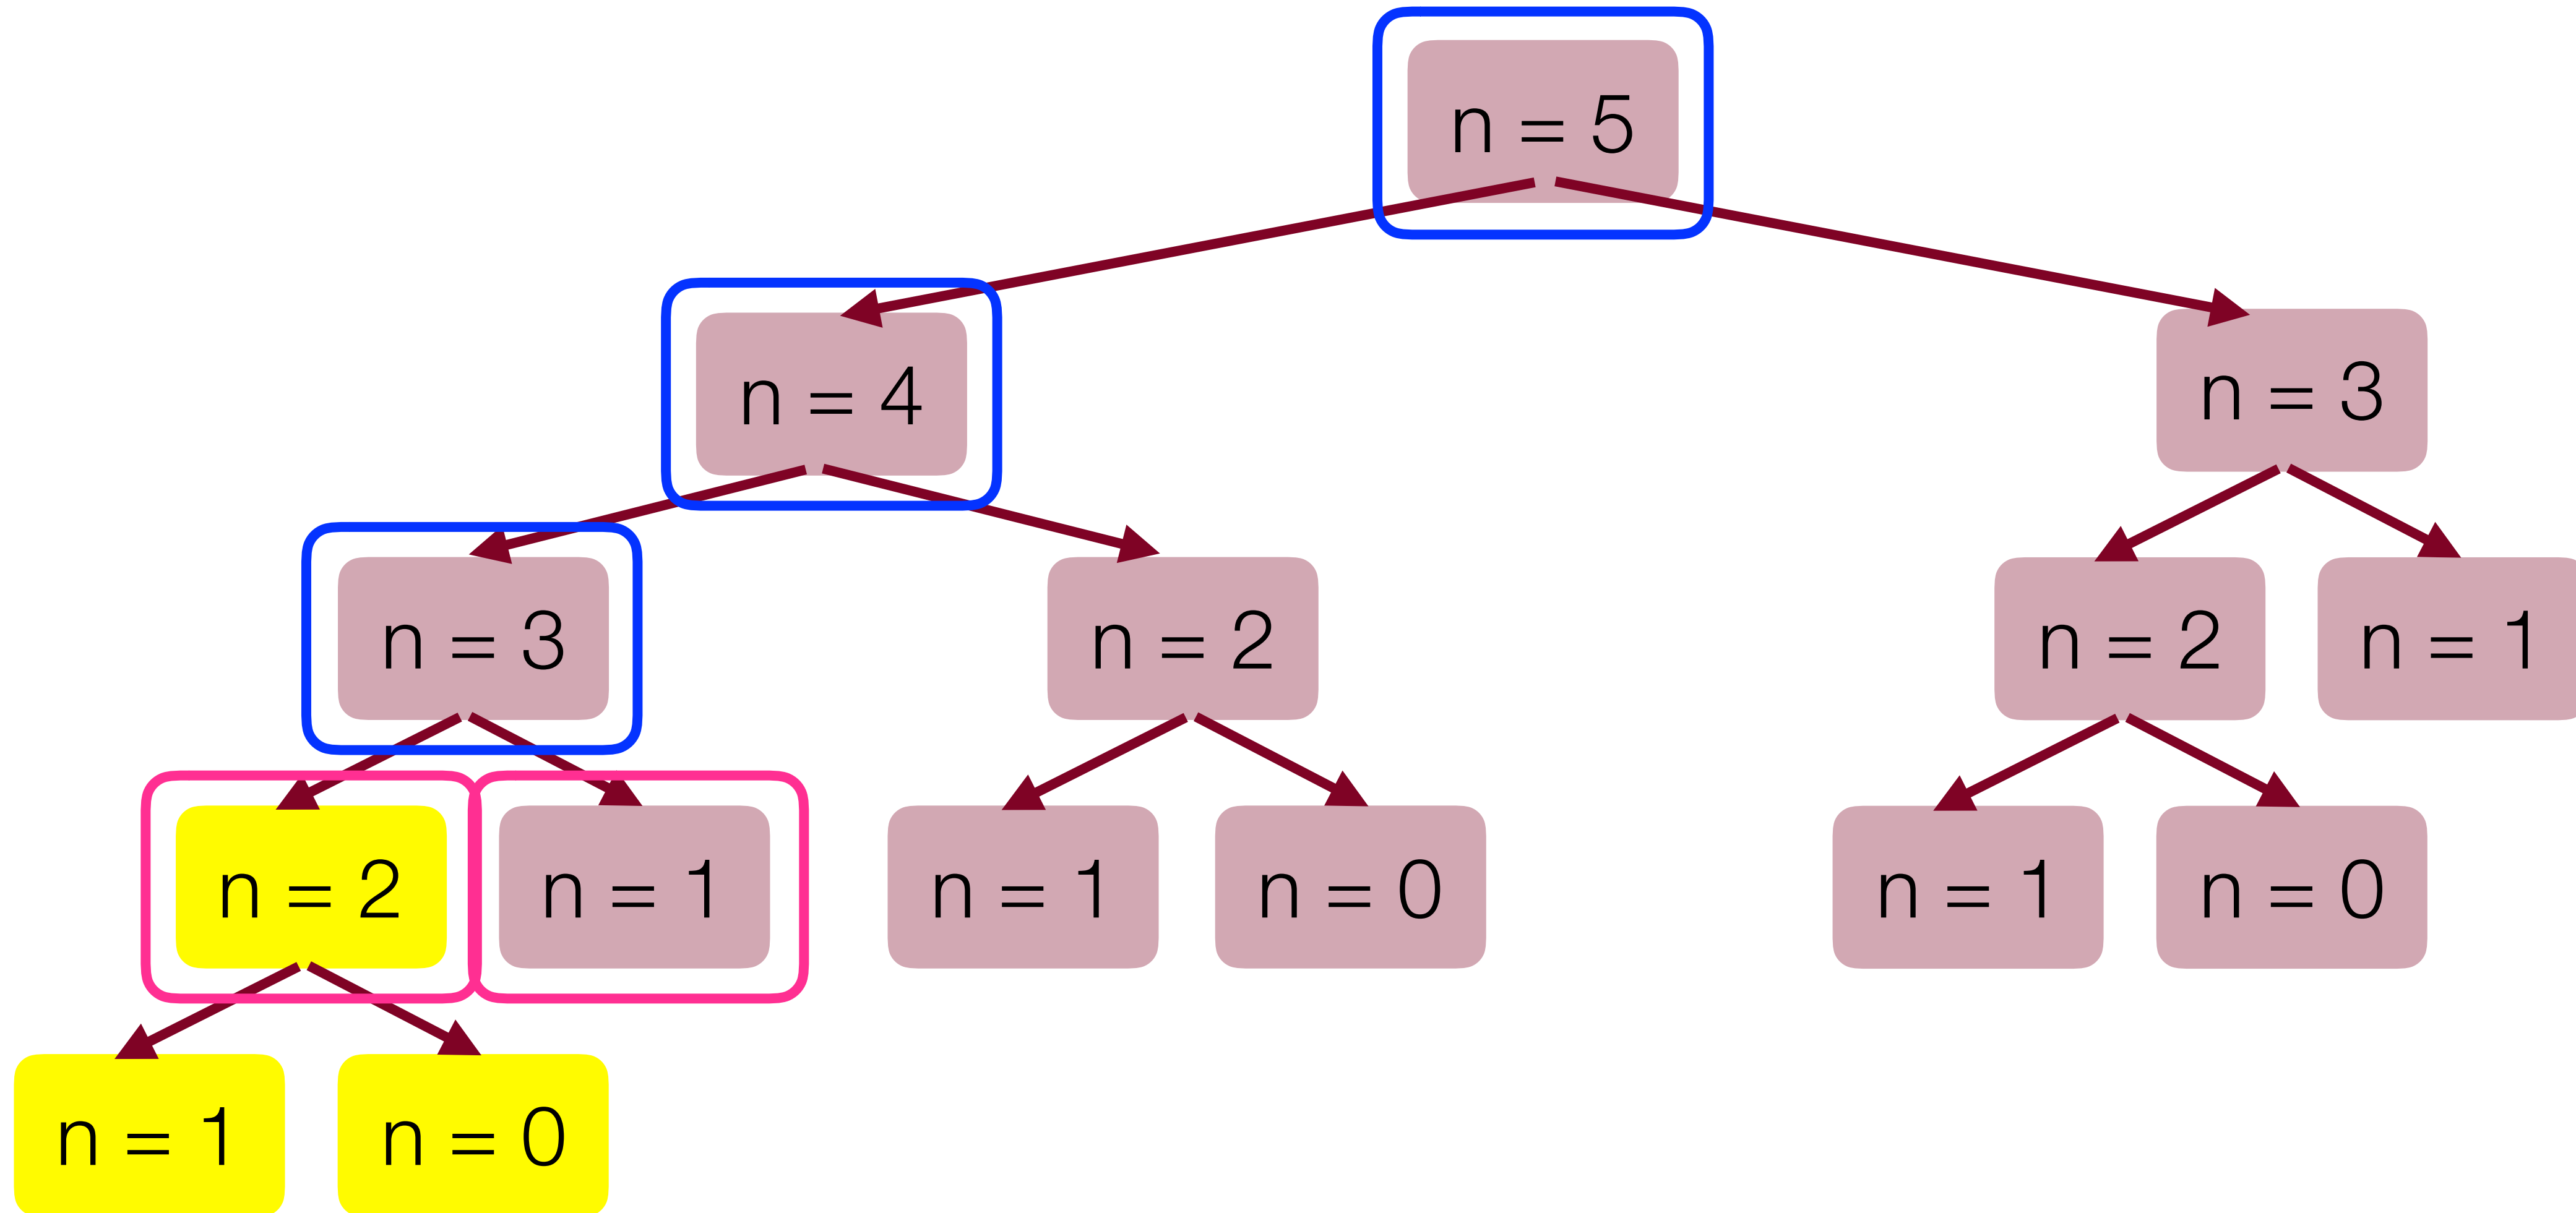 n = 5
n = 4
n = 3
n = 3
n = 2
n = 2
n = 1
n = 2
n = 1
n = 1
n = 0
n = 1
n = 0
n = 1
n = 0